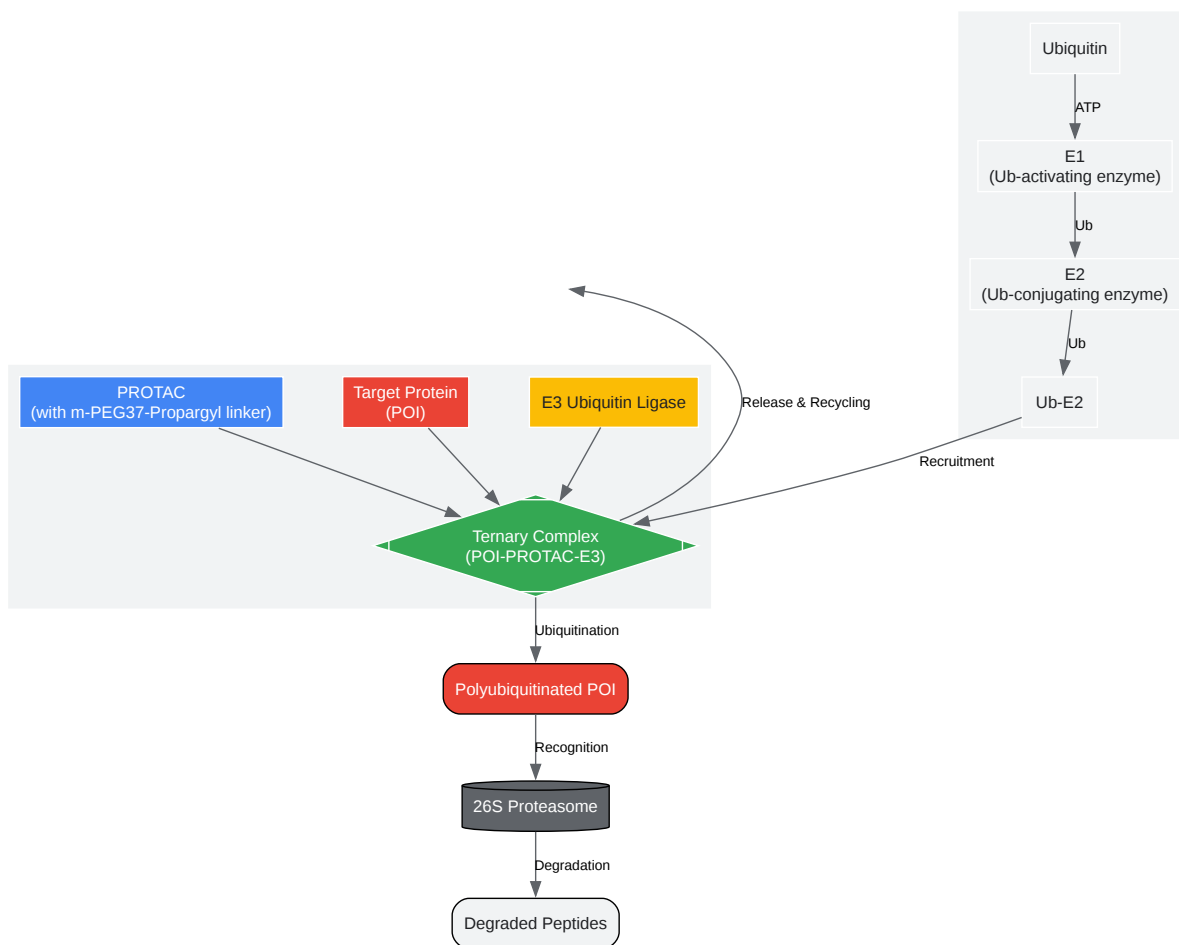 Ubiquitin
ATP
E1
(Ub-activating enzyme)
Ub
E2
(Ub-conjugating enzyme)
Ub
PROTAC
(with m-PEG37-Propargyl linker)
Target Protein
(POI)
E3 Ubiquitin Ligase
Release & Recycling
Ub-E2
Recruitment
Ternary Complex
(POI-PROTAC-E3)
Ubiquitination
Polyubiquitinated POI
Recognition
26S Proteasome
Degradation
Degraded Peptides